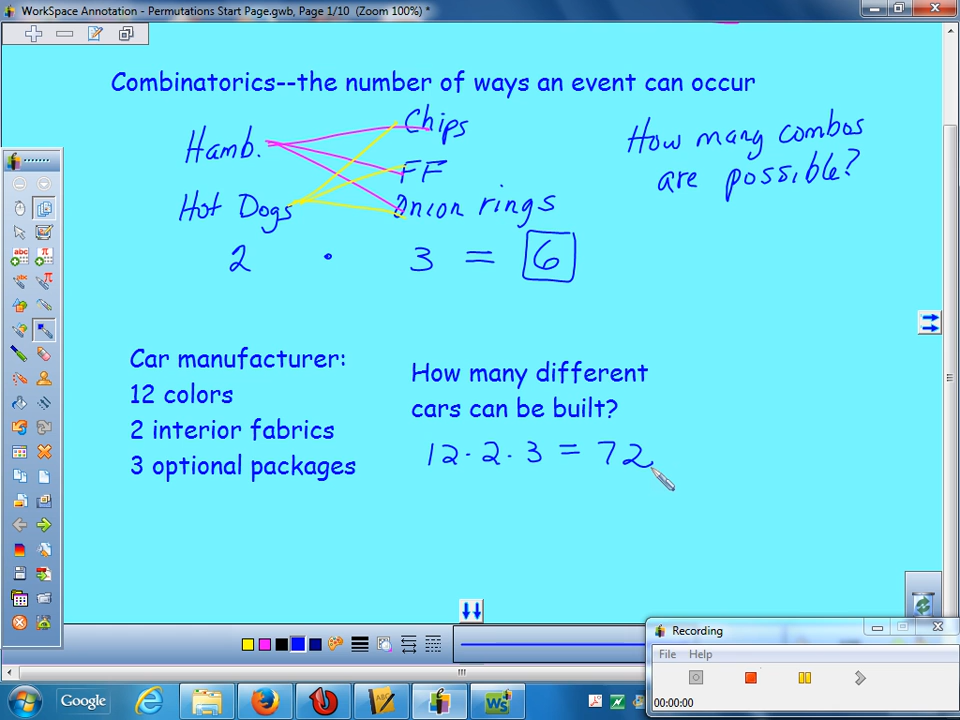 WorkSpace Annotation - Permutations Start Page.gwb, Page 1/10 (Zoom 100%) *
Combinatorics--the number of ways an event can occur
Hamb.
Hot Dogs
Chips
FF
Onion rings
How many combos
are possible?
2 · 3 = 6
Car manufacturer:
12 colors
2 interior fabrics
3 optional packages
How many different
cars can be built?
12 · 2 · 3 = 72
Recording
File Help
00:00:00
Google